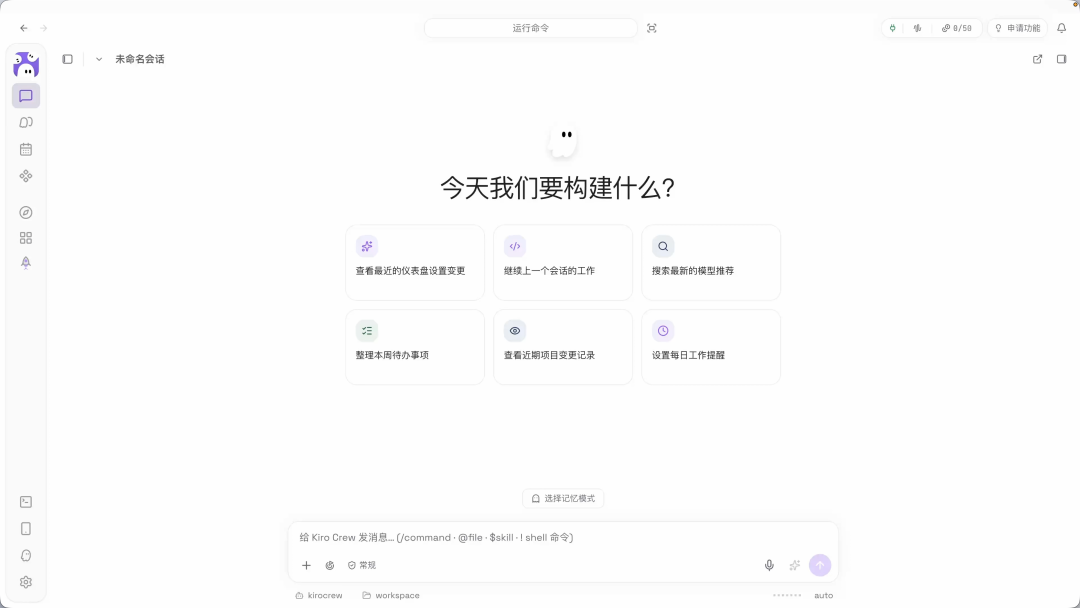 运行命令
0/50
申请功能
未命名会话
今天我们要构建什么?
查看最近的仪表盘设置变更
继续上一个会话的工作
搜索最新的模型推荐
整理本周待办事项
查看近期项目变更记录
设置每日工作提醒
选择记忆模式
给 Kiro Crew 发消息... (/command · @file · $skill · ! shell 命令)
常规
kirocrew
workspace
auto